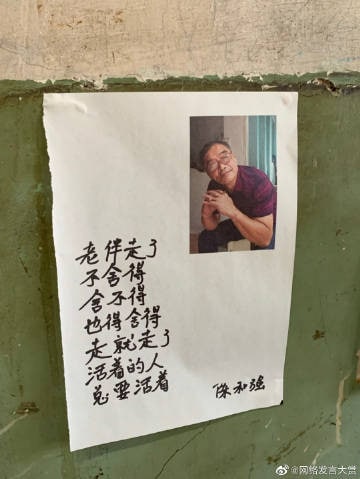 老伴走了
不舍得
舍不得
也得舍得
走就走了
活着的人
总要活着
陈和强
@网络发言大赏